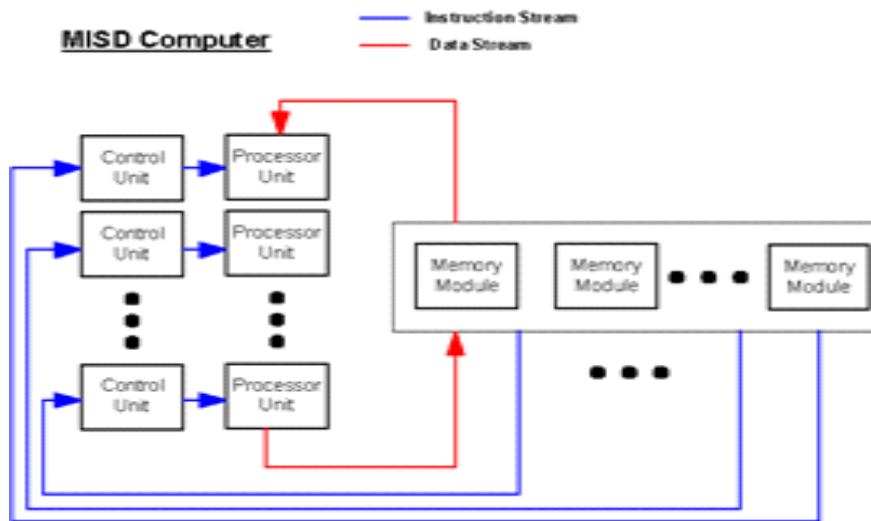 Instruction Stream
MISD Computer
Data Stream
Control
Unit
Processor
Unit
Control
Unit
Processor
Unit
Memory
Module
Memory
Module
Memory
Module
Control
Unit
Processor
Unit